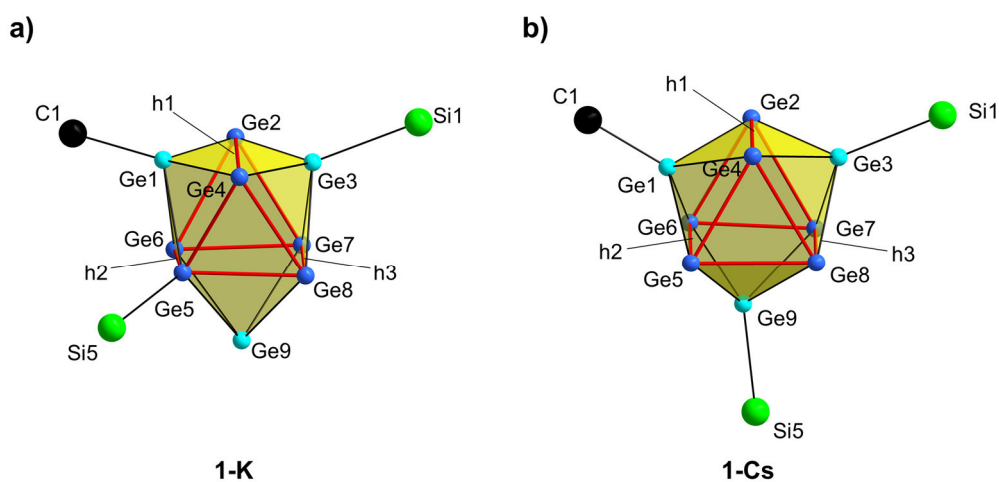 a)
C1
h1
Ge2
Si1
Ge1
Ge4
Ge3
Ge6
Ge7
h2
h3
Ge5
Ge8
Si5
Ge9
1-K
b)
C1
h1
Ge2
Si1
Ge1
Ge4
Ge3
Ge6
Ge7
h2
h3
Ge5
Ge8
Ge9
Si5
1-Cs